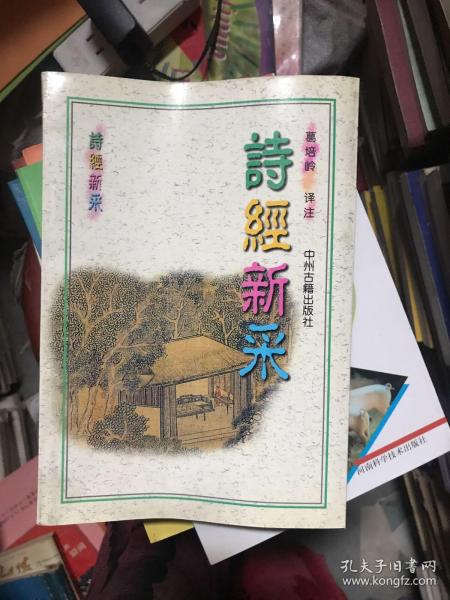 葛培岭 译注
詩經新采
中州古籍出版社
詩經新采
河南科学技术出版社
孔夫子旧书网
www.kongfz.com